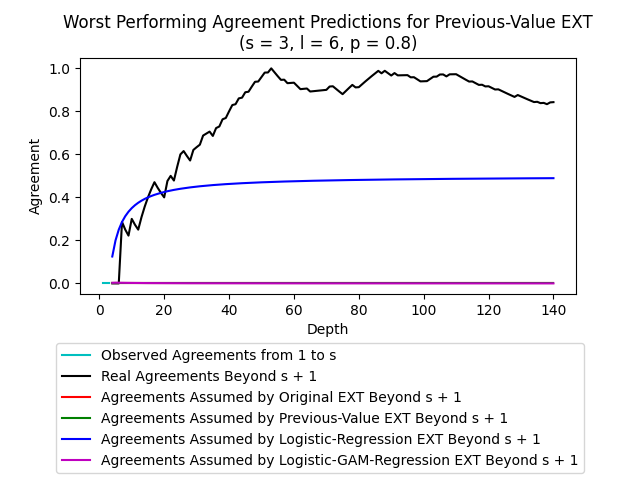 Worst Performing Agreement Predictions for Previous-Value EXT
(s = 3, l = 6, p = 0.8)
1.0
0.8
0.6
0.4
0.2
0.0
Agreement
0 20 40 60 80 100 120 140
Depth
Observed Agreements from 1 to s
Real Agreements Beyond s + 1
Agreements Assumed by Original EXT Beyond s + 1
Agreements Assumed by Previous-Value EXT Beyond s + 1
Agreements Assumed by Logistic-Regression EXT Beyond s + 1
Agreements Assumed by Logistic-GAM-Regression EXT Beyond s + 1